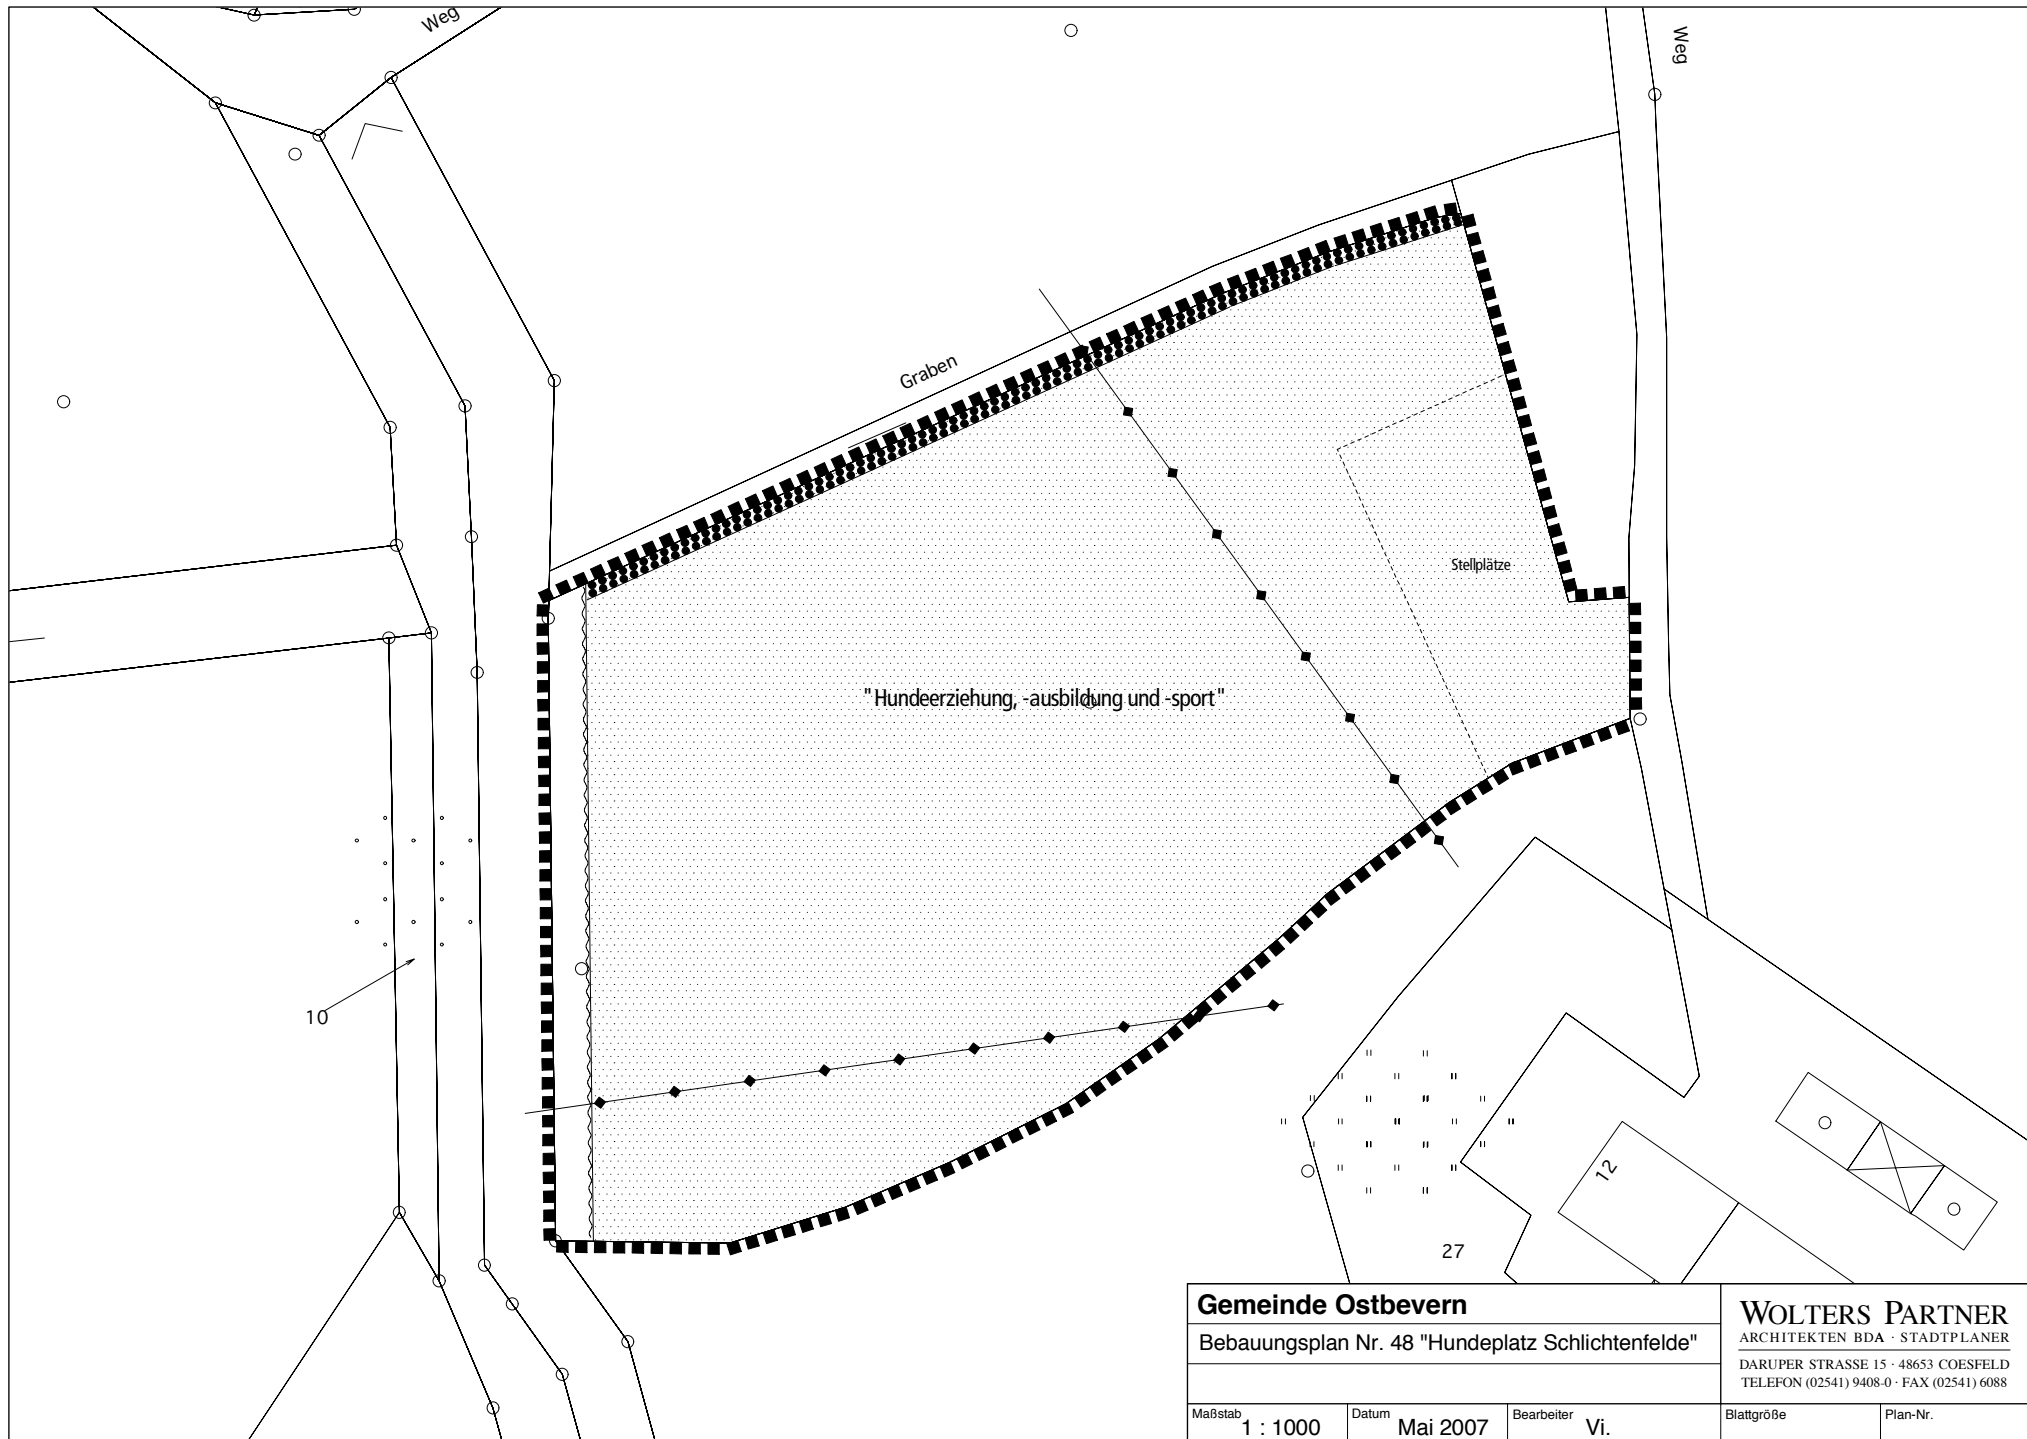 Weg
Weg
Graben
Stellplätze
"Hundeerziehung, -ausbildung und -sport"
10
12
27
Gemeinde Ostbevern
Bebauungsplan Nr. 48 "Hundeplatz Schlichtenfelde"
WOLTERS PARTNER
ARCHITEKTEN BDA · STADTPLANER
DARUPER STRASSE 15 · 48653 COESFELD
TELEFON (02541) 9408-0 · FAX (02541) 6088
Maßstab 1 : 1000
Datum Mai 2007
Bearbeiter Vi.
Blattgröße
Plan-Nr.